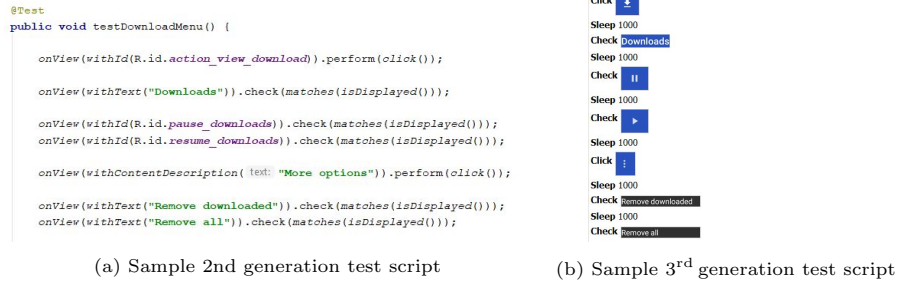 @Test
public void testDownloadMenu() {
onView(withId(R.id.action_view_download)).perform(click());
onView(withText("Downloads")).check(matches(isDisplayed()));
onView(withId(R.id.pause_downloads)).check(matches(isDisplayed()));
onView(withId(R.id.resume_downloads)).check(matches(isDisplayed()));
onView(withContentDescription( text: "More options")).perform(click());
onView(withText("Remove downloaded")).check(matches(isDisplayed()));
onView(withText("Remove all")).check(matches(isDisplayed()));
(a) Sample 2nd generation test script
Click
Sleep 1000
Check Downloads
Sleep 1000
Check
Sleep 1000
Check
Sleep 1000
Click
Sleep 1000
Check Remove downloaded
Sleep 1000
Check Remove all
(b) Sample 3rd generation test script